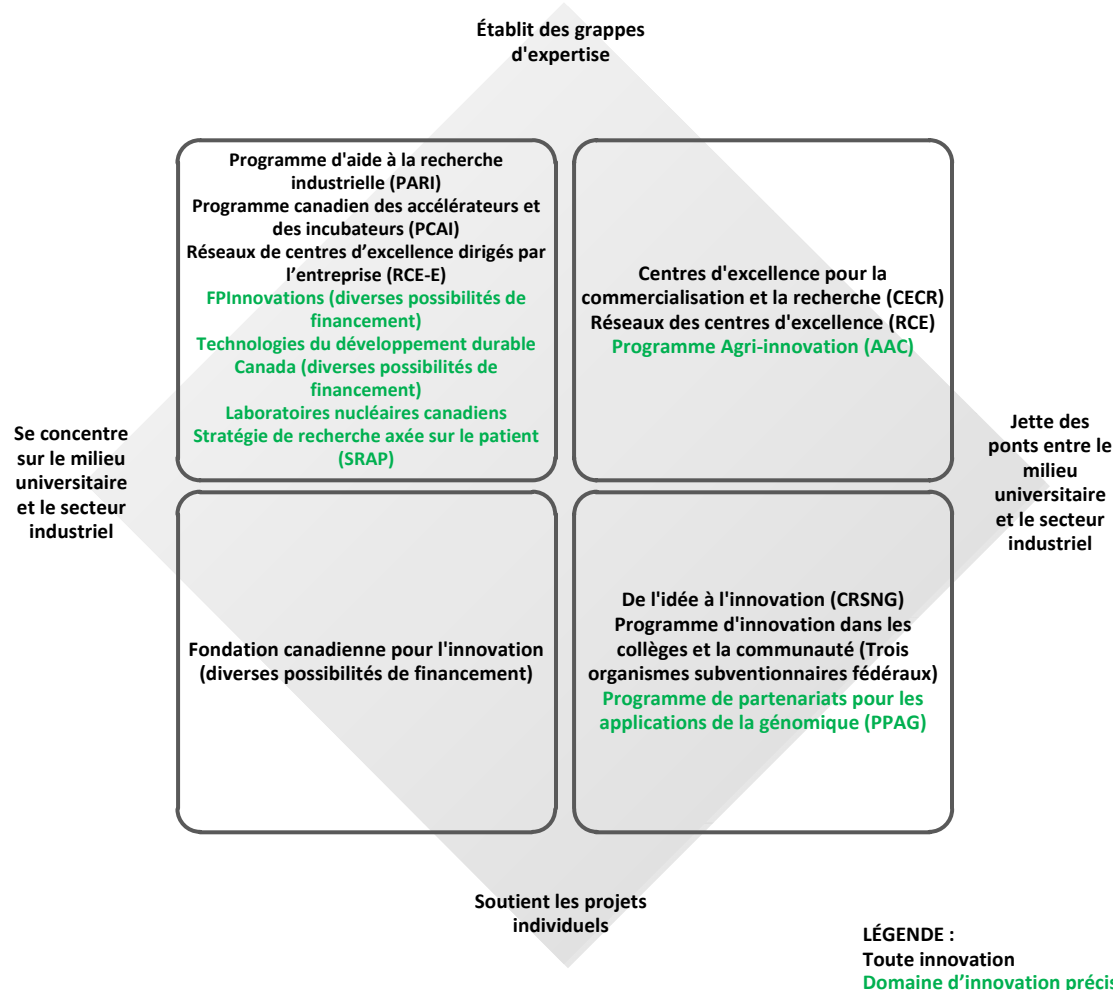 Établit des grappes
d'expertise
Programme d'aide à la recherche
industrielle (PARI)
Programme canadien des accélérateurs et
des incubateurs (PCAI)
Réseaux de centres d’excellence dirigés par
l’entreprise (RCE-E)
FPInnovations (diverses possibilités de
financement)
Technologies du développement durable
Canada (diverses possibilités de
financement)
Laboratoires nucléaires canadiens
Stratégie de recherche axée sur le patient
(SRAP)
Centres d'excellence pour la
commercialisation et la recherche (CECR)
Réseaux des centres d'excellence (RCE)
Programme Agri-innovation (AAC)
Se concentre
sur le milieu
universitaire
et le secteur
industriel
Jette des
ponts entre le
milieu
universitaire
et le secteur
industriel
Fondation canadienne pour l'innovation
(diverses possibilités de financement)
De l'idée à l'innovation (CRSNG)
Programme d'innovation dans les
collèges et la communauté (Trois
organismes subventionnaires fédéraux)
Programme de partenariats pour les
applications de la génomique (PPAG)
Soutient les projets
individuels
LÉGENDE :
Toute innovation
Domaine d’innovation précis